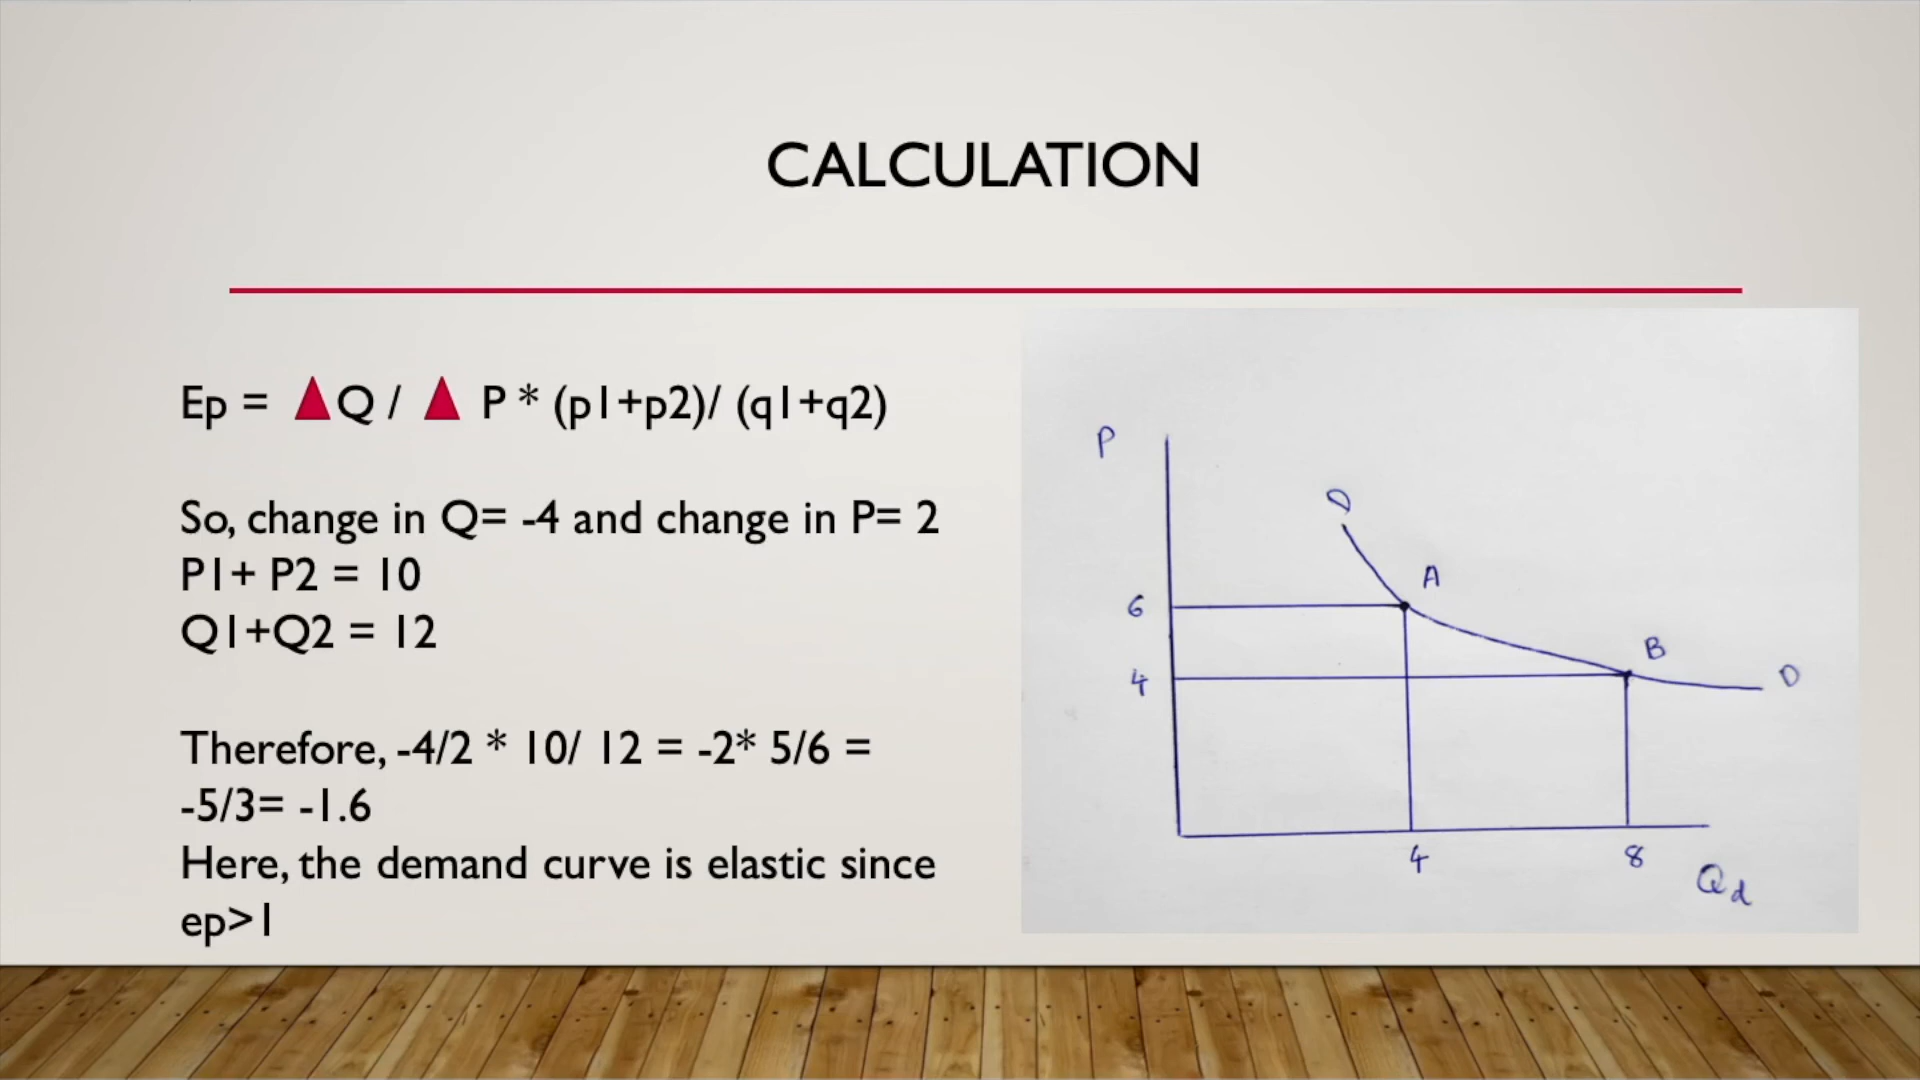 CALCULATION
Ep = ▲Q / ▲ P * (p1+p2)/ (q1+q2)
So, change in Q= -4 and change in P= 2
P1+ P2 = 10
Q1+Q2 = 12
Therefore, -4/2 * 10/ 12 = -2* 5/6 =
-5/3= -1.6
Here, the demand curve is elastic since
ep>1
P
D
A
6
B
4
D
4
8
Qd